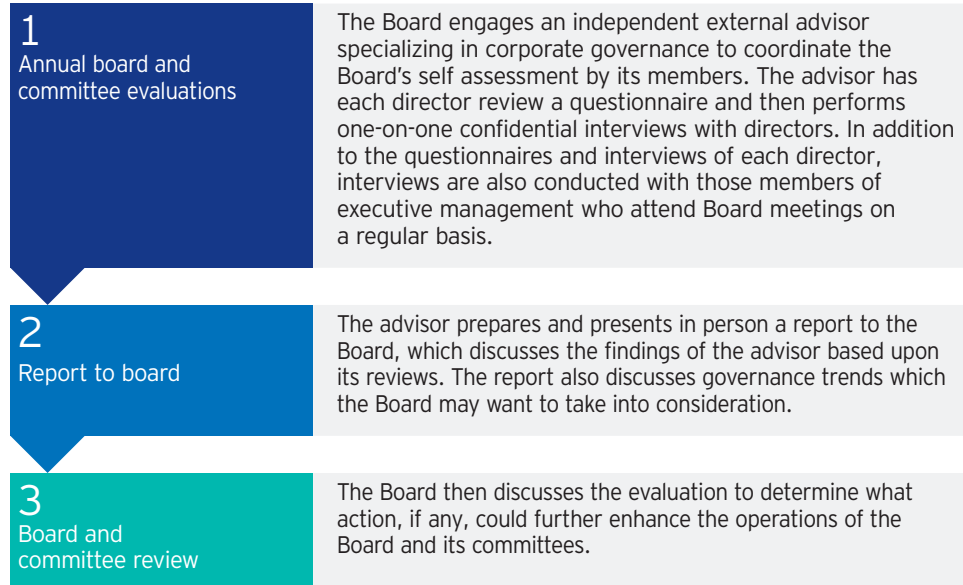 1
Annual board and
committee evaluations
The Board engages an independent external advisor
specializing in corporate governance to coordinate the
Board's self assessment by its members. The advisor has
each director review a questionnaire and then performs
one-on-one confidential interviews with directors. In addition
to the questionnaires and interviews of each director,
interviews are also conducted with those members of
executive management who attend Board meetings on
a regular basis.
2
Report to board
The advisor prepares and presents in person a report to the
Board, which discusses the findings of the advisor based upon
its reviews. The report also discusses governance trends which
the Board may want to take into consideration.
3
Board and
committee review
The Board then discusses the evaluation to determine what
action, if any, could further enhance the operations of the
Board and its committees.